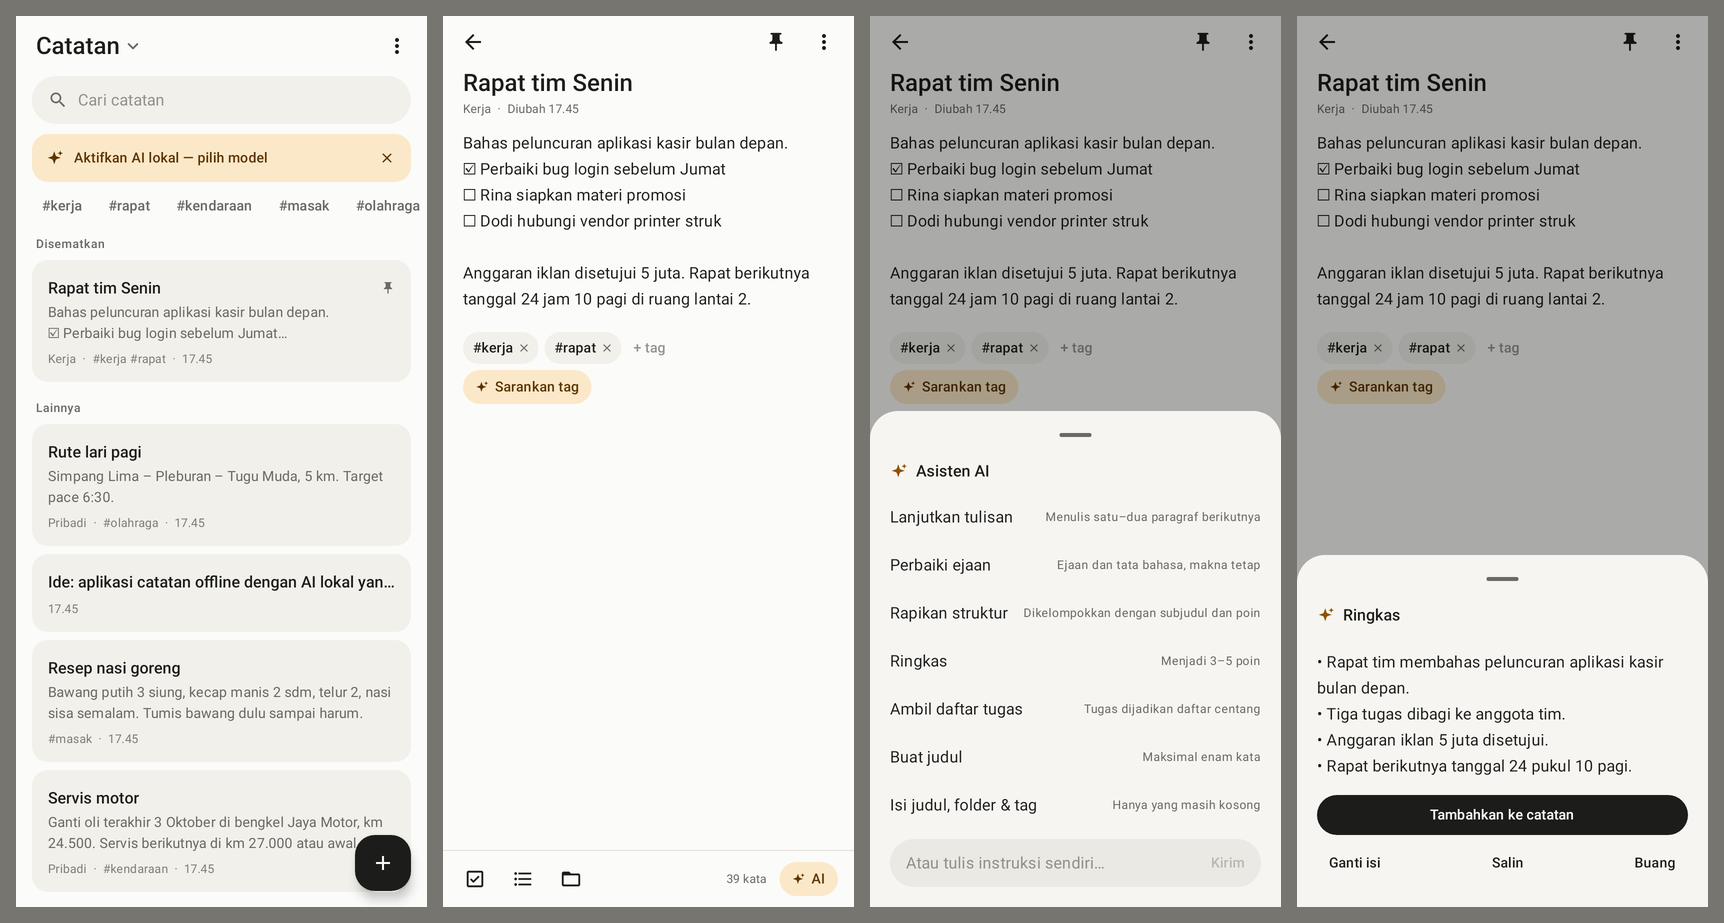 Catatan
Cari catatan
Aktifkan AI lokal — pilih model
#kerja #rapat #kendaraan #masak #olahraga
Disematkan
Rapat tim Senin
Bahas peluncuran aplikasi kasir bulan depan.
☑ Perbaiki bug login sebelum Jumat...
Kerja · #kerja #rapat · 17.45
Lainnya
Rute lari pagi
Simpang Lima – Pleburan – Tugu Muda, 5 km. Target
pace 6:30.
Pribadi · #olahraga · 17.45
Ide: aplikasi catatan offline dengan AI lokal yan...
17.45
Resep nasi goreng
Bawang putih 3 siung, kecap manis 2 sdm, telur 2, nasi
sisa semalam. Tumis bawang dulu sampai harum.
#masak · 17.45
Servis motor
Ganti oli terakhir 3 Oktober di bengkel Jaya Motor, km
24.500. Servis berikutnya di km 27.000 atau awal
Pribadi · #kendaraan · 17.45
Rapat tim Senin
Kerja · Diubah 17.45
Bahas peluncuran aplikasi kasir bulan depan.
☑ Perbaiki bug login sebelum Jumat
☐ Rina siapkan materi promosi
☐ Dodi hubungi vendor printer struk
Anggaran iklan disetujui 5 juta. Rapat berikutnya
tanggal 24 jam 10 pagi di ruang lantai 2.
#kerja × #rapat × + tag
Sarankan tag
39 kata AI
Rapat tim Senin
Kerja · Diubah 17.45
Bahas peluncuran aplikasi kasir bulan depan.
☑ Perbaiki bug login sebelum Jumat
☐ Rina siapkan materi promosi
☐ Dodi hubungi vendor printer struk
Anggaran iklan disetujui 5 juta. Rapat berikutnya
tanggal 24 jam 10 pagi di ruang lantai 2.
#kerja × #rapat × + tag
Sarankan tag
Asisten AI
Lanjutkan tulisan Menulis satu–dua paragraf berikutnya
Perbaiki ejaan Ejaan dan tata bahasa, makna tetap
Rapikan struktur Dikelompokkan dengan subjudul dan poin
Ringkas Menjadi 3–5 poin
Ambil daftar tugas Tugas dijadikan daftar centang
Buat judul Maksimal enam kata
Isi judul, folder & tag Hanya yang masih kosong
Atau tulis instruksi sendiri... Kirim
Rapat tim Senin
Kerja · Diubah 17.45
Bahas peluncuran aplikasi kasir bulan depan.
☑ Perbaiki bug login sebelum Jumat
☐ Rina siapkan materi promosi
☐ Dodi hubungi vendor printer struk
Anggaran iklan disetujui 5 juta. Rapat berikutnya
tanggal 24 jam 10 pagi di ruang lantai 2.
#kerja × #rapat × + tag
Sarankan tag
Ringkas
• Rapat tim membahas peluncuran aplikasi kasir
bulan depan.
• Tiga tugas dibagi ke anggota tim.
• Anggaran iklan 5 juta disetujui.
• Rapat berikutnya tanggal 24 pukul 10 pagi.
Tambahkan ke catatan
Ganti isi Salin Buang